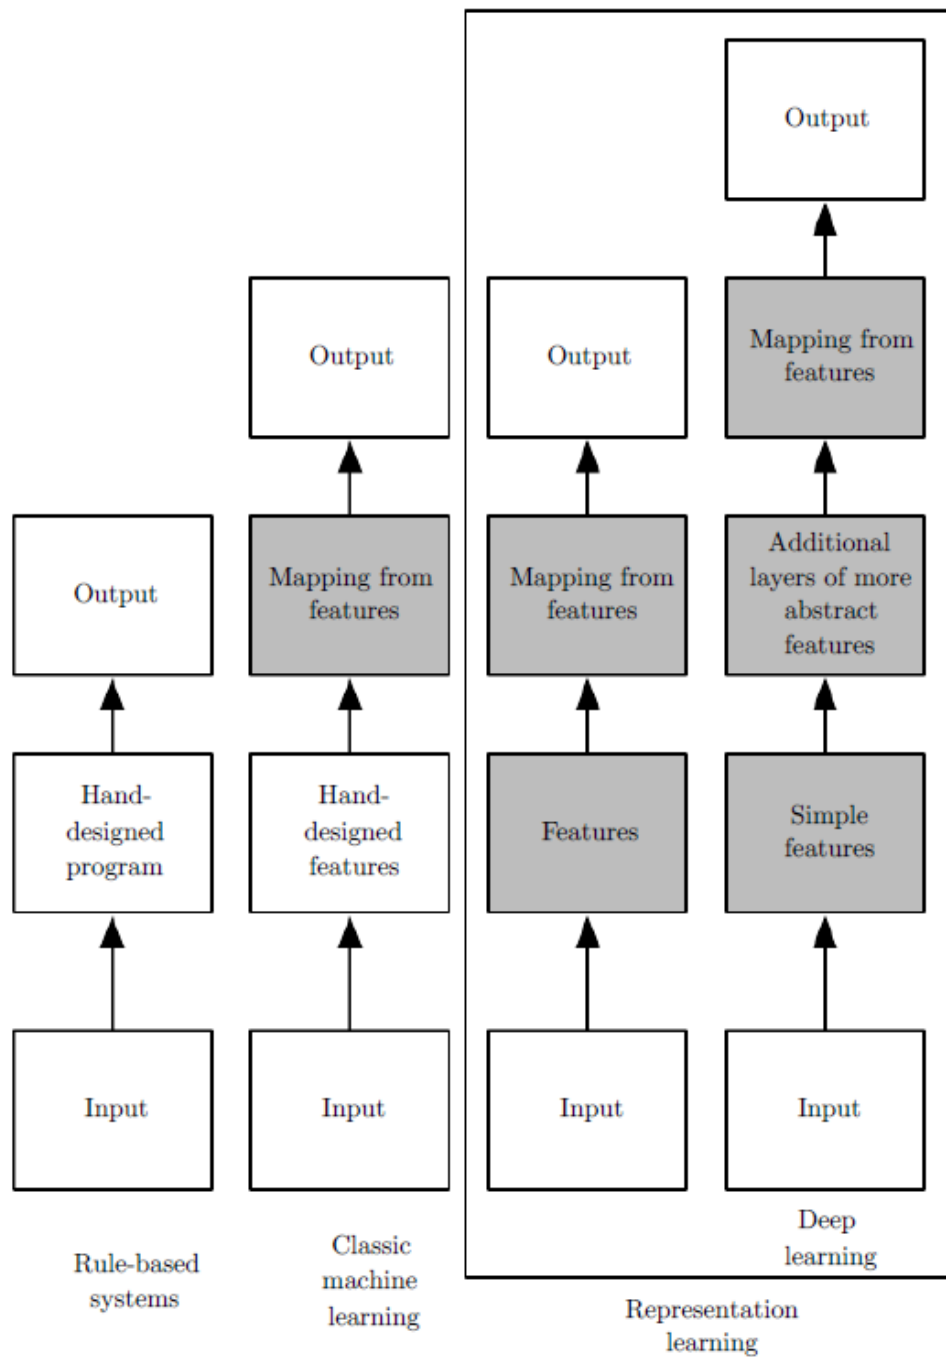 Output
Output
Output
Mapping from
features
Output
Mapping from
features
Mapping from
features
Additional
layers of more
abstract
features
Hand-
designed
program
Hand-
designed
features
Features
Simple
features
Input
Input
Input
Input
Rule-based
systems
Classic
machine
learning
Deep
learning
Representation
learning